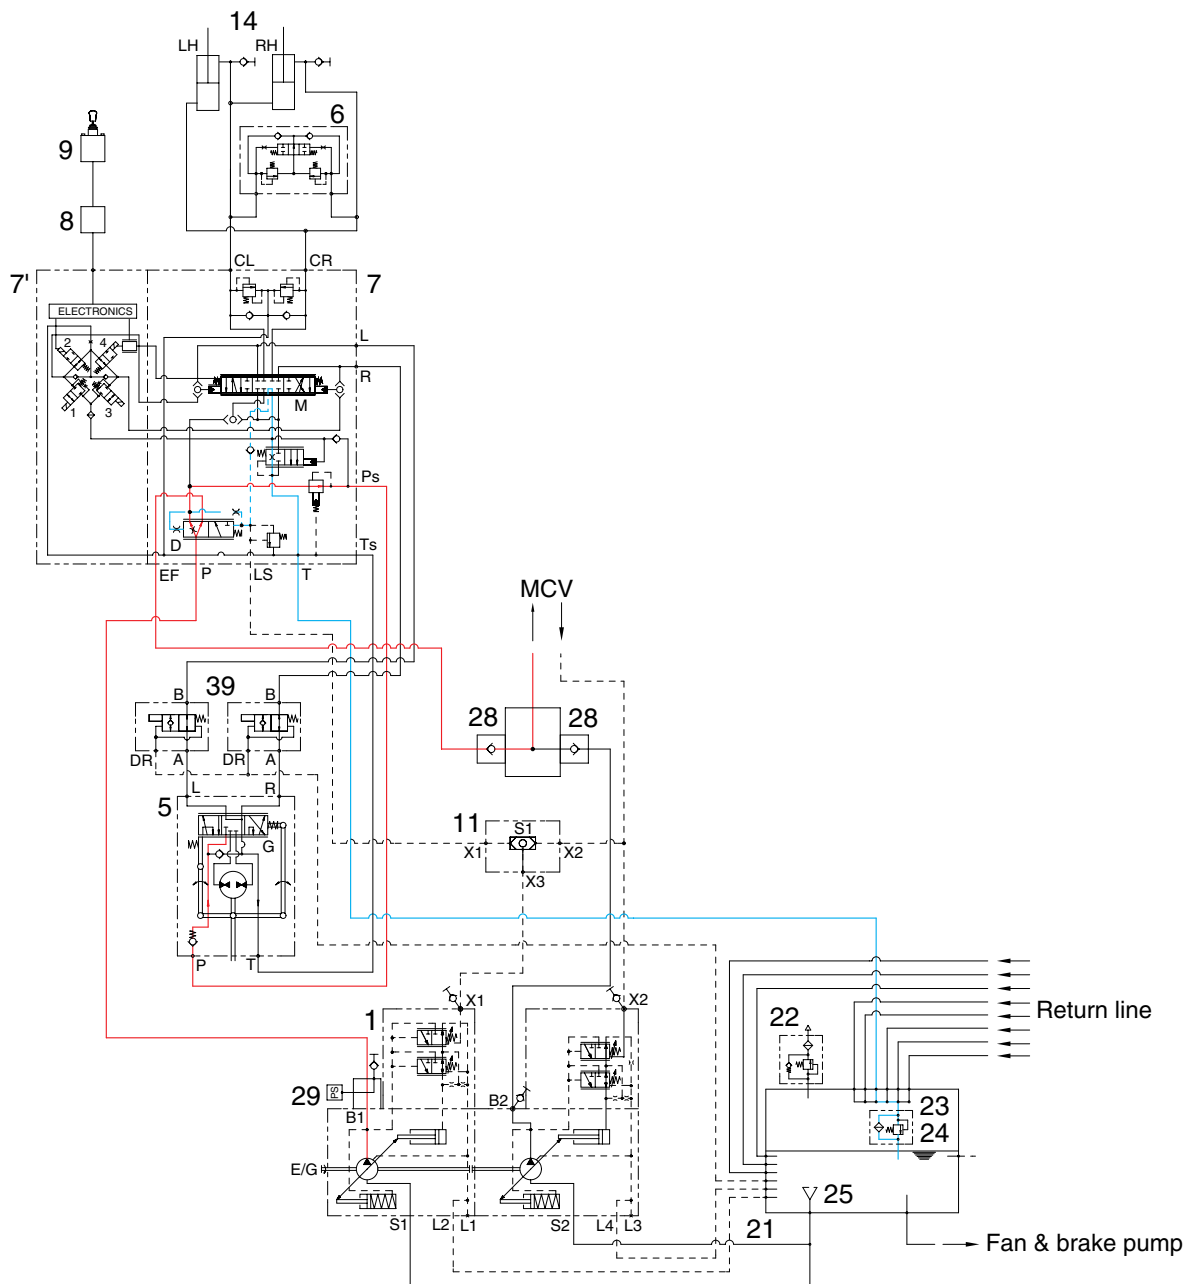 14
LH
RH
6
9
8
CL
CR
7'
7
ELECTRONICS
L
2
4
R
M
1
3
Ps
D
Ts
EF
P
LS
T
MCV
B
39
B
28
28
DR
A
DR
A
L
R
5
11
S1
G
X1
X2
X3
P
T
X1
X2
1
22
Return line
29
PS
B1
B2
23
24
E/G
25
S1
L2
L1
S2
L4
L3
21
Fan & brake pump